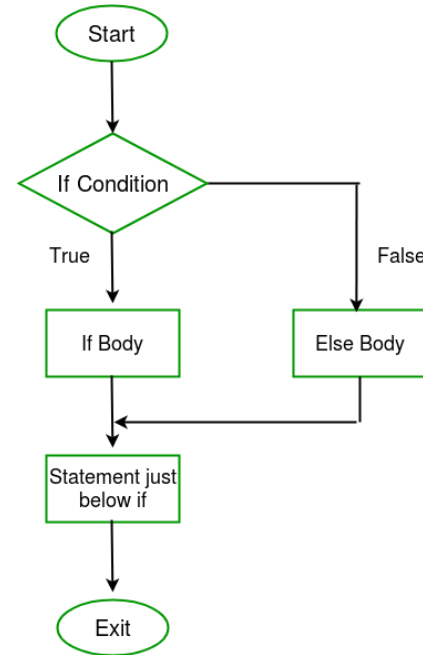 Start
If Condition
True
False
If Body
Else Body
Statement just
below if
Exit